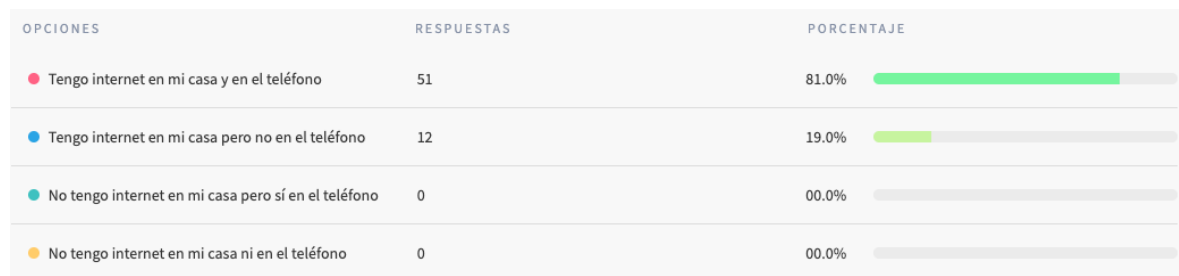 OPCIONES RESPUESTAS PORCENTAJE
Tengo internet en mi casa y en el teléfono 51 81.0%
Tengo internet en mi casa pero no en el teléfono 12 19.0%
No tengo internet en mi casa pero sí en el teléfono 0 00.0%
No tengo internet en mi casa ni en el teléfono 0 00.0%